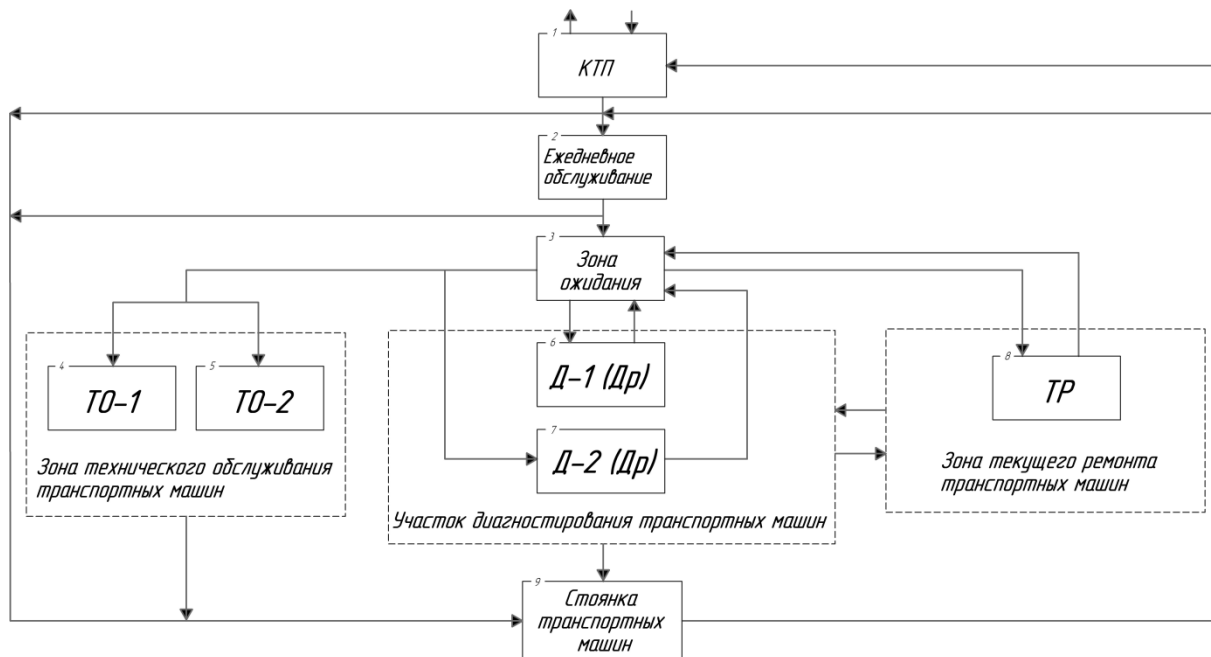 1
КТП
2
Ежедневное
обслуживание
3
Зона
ожидания
4
ТО-1
5
ТО-2
Зона технического обслуживания
транспортных машин
6
Д-1 (Др)
7
Д-2 (Др)
Участок диагностирования транспортных машин
8
ТР
Зона текущего ремонта
транспортных машин
9
Стоянка
транспортных
машин